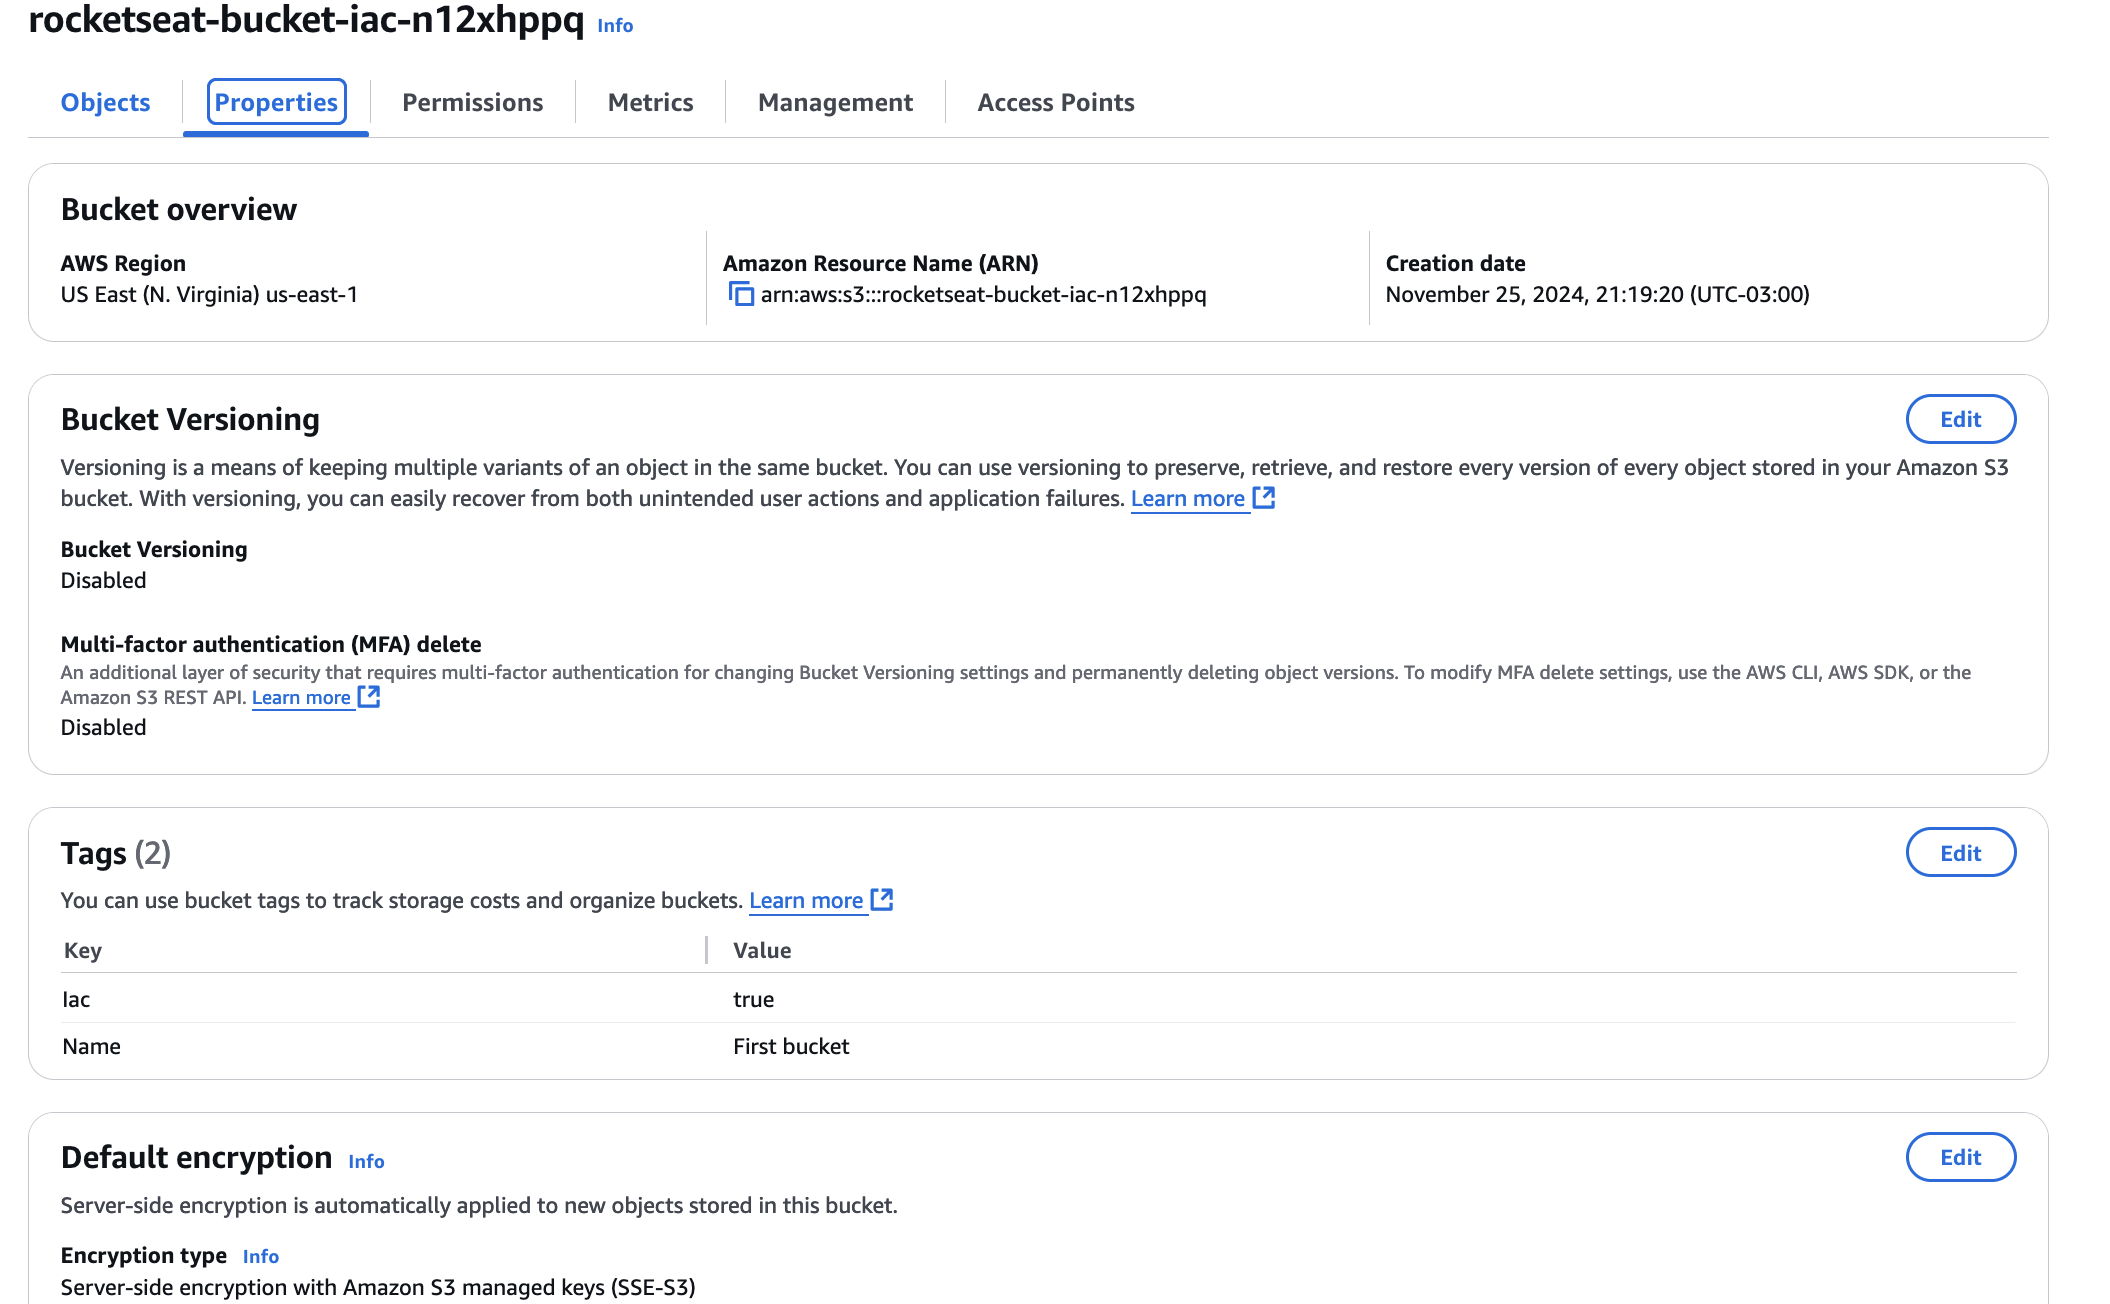 rocketseat-bucket-iac-n12xhppq Info
Objects Properties Permissions Metrics Management Access Points
Bucket overview
AWS Region
US East (N. Virginia) us-east-1
Amazon Resource Name (ARN)
arn:aws:s3:::rocketseat-bucket-iac-n12xhppq
Creation date
November 25, 2024, 21:19:20 (UTC-03:00)
Bucket Versioning
Edit
Versioning is a means of keeping multiple variants of an object in the same bucket. You can use versioning to preserve, retrieve, and restore every version of every object stored in your Amazon S3
bucket. With versioning, you can easily recover from both unintended user actions and application failures. Learn more
Bucket Versioning
Disabled
Multi-factor authentication (MFA) delete
An additional layer of security that requires multi-factor authentication for changing Bucket Versioning settings and permanently deleting object versions. To modify MFA delete settings, use the AWS CLI, AWS SDK, or the
Amazon S3 REST API. Learn more
Disabled
Tags (2)
Edit
You can use bucket tags to track storage costs and organize buckets. Learn more
Key Value
Iac true
Name First bucket
Default encryption Info
Edit
Server-side encryption is automatically applied to new objects stored in this bucket.
Encryption type Info
Server-side encryption with Amazon S3 managed keys (SSE-S3)